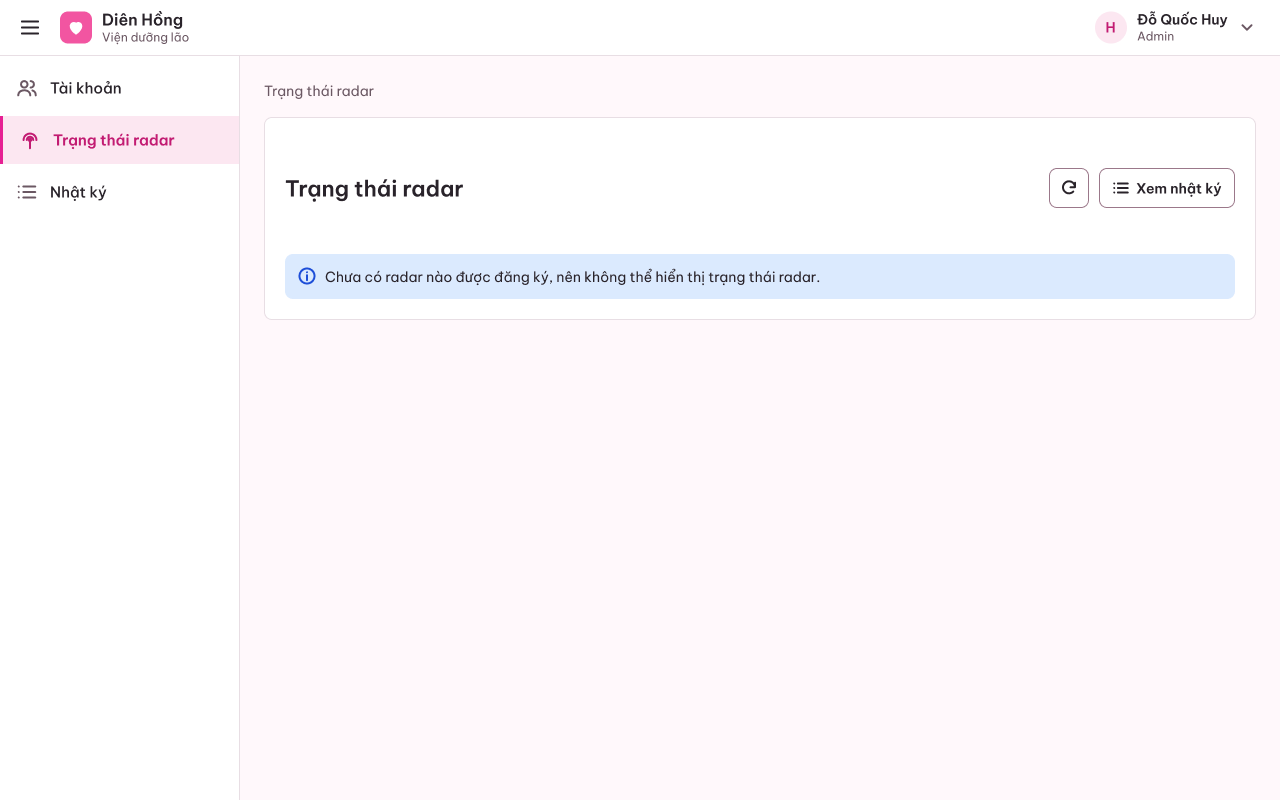 Diên Hồng
Viện dưỡng lão
H
Đỗ Quốc Huy
Admin
Tài khoản
Trạng thái radar
Nhật ký
Trạng thái radar
Trạng thái radar
Xem nhật ký
Chưa có radar nào được đăng ký, nên không thể hiển thị trạng thái radar.